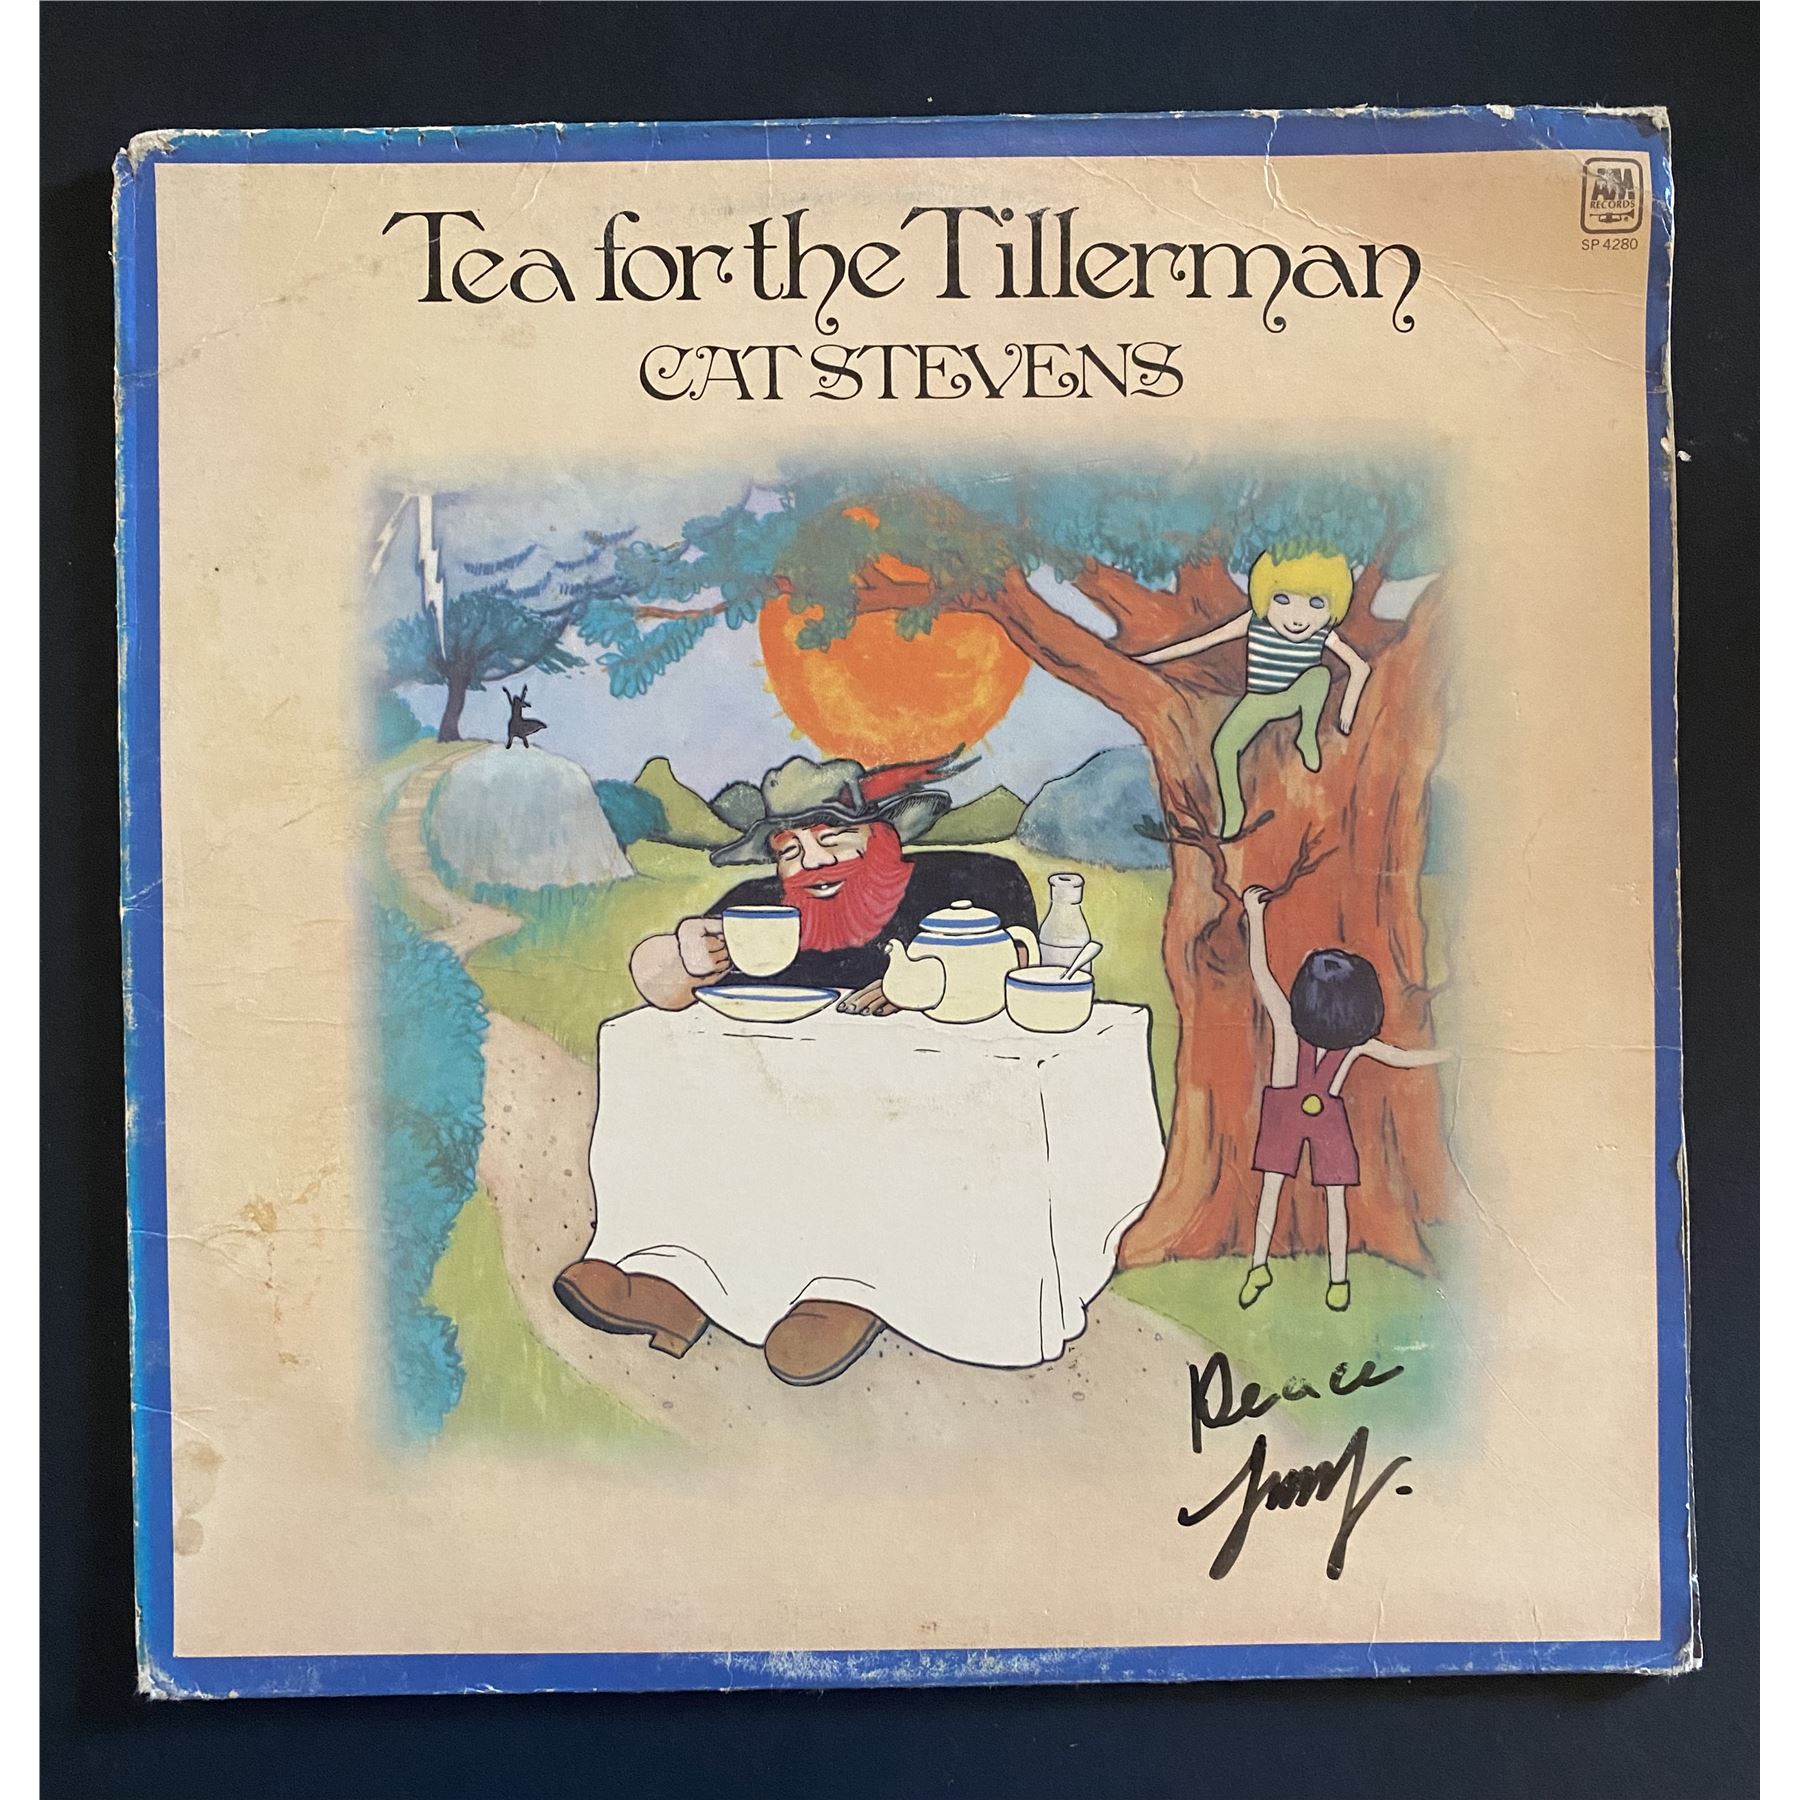 Tea for the Tillerman
CAT STEVENS
A&M
RECORDS
SP 4280
Peace